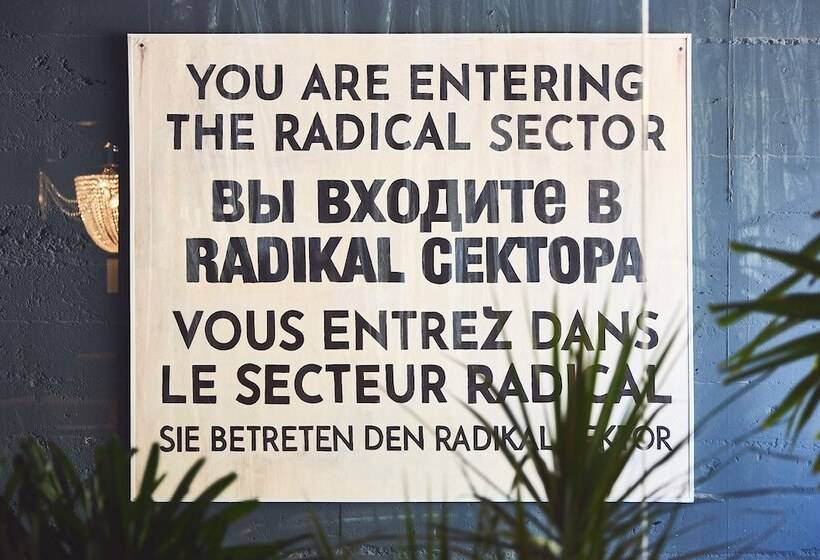 YOU ARE ENTERING
THE RADICAL SECTOR
ВЫ ВХОДИТЕ В
RADIKAL СЕКТОРА
VOUS ENTREZ DANS
LE SECTEUR RADICAL
SIE BETRETEN DEN RADIKAL SEKTOR